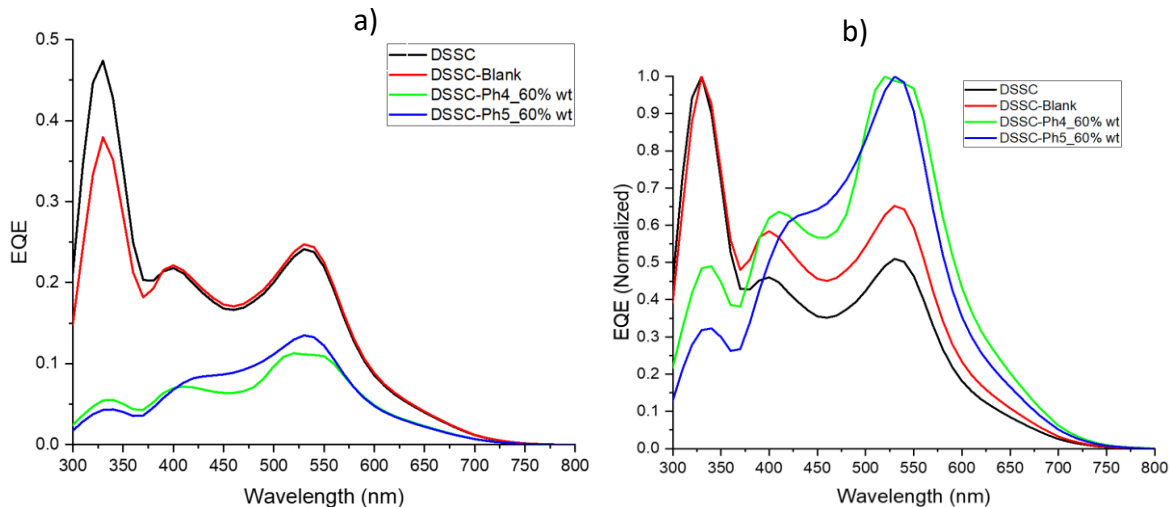 a)
EQE
0.5
0.4
0.3
0.2
0.1
0.0
DSSC
DSSC-Blank
DSSC-Ph4_60% wt
DSSC-Ph5_60% wt
300 350 400 450 500 550 600 650 700 750 800
Wavelength (nm)
b)
EQE (Normalized)
1.0
0.9
0.8
0.7
0.6
0.5
0.4
0.3
0.2
0.1
0.0
DSSC
DSSC-Blank
DSSC-Ph4_60% wt
DSSC-Ph5_60% wt
300 350 400 450 500 550 600 650 700 750 800
Wavelength (nm)